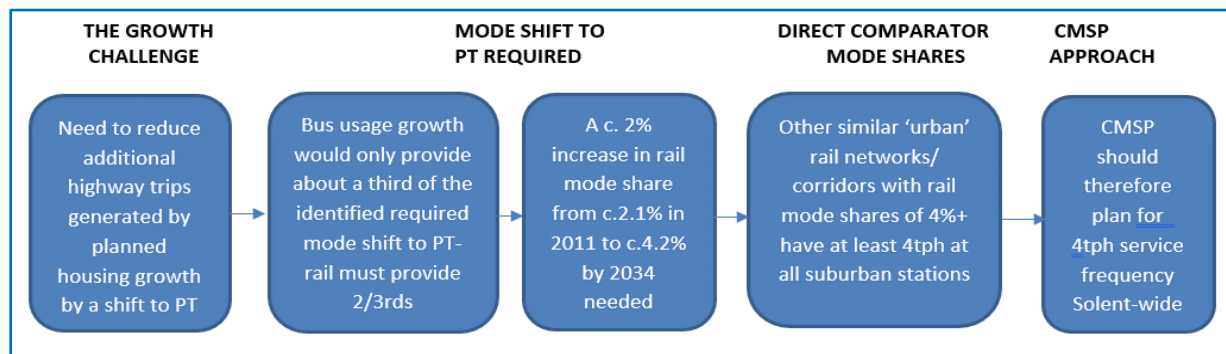 THE GROWTH
CHALLENGE
MODE SHIFT TO
PT REQUIRED
DIRECT COMPARATOR
MODE SHARES
CMSP
APPROACH
Need to reduce
additional
highway trips
generated by
planned
housing growth
by a shift to PT
Bus usage growth
would only provide
about a third of the
identified required
mode shift to PT-
rail must provide
2/3rds
A c. 2%
increase in rail
mode share
from c.2.1% in
2011 to c.4.2%
by 2034
needed
Other similar ‘urban’
rail networks/
corridors with rail
mode shares of 4%+
have at least 4tph at
all suburban stations
CMSP
should
therefore
plan for
4tph service
frequency
Solent-wide